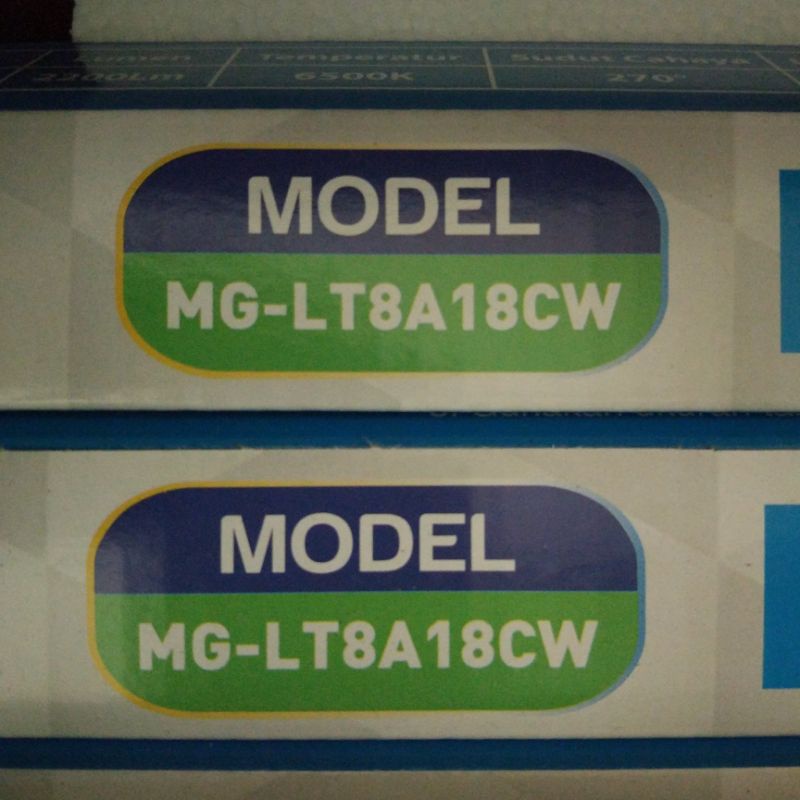 Lumen Temperatur Sudut Cahaya
2200Lm 6500K 270°
MODEL
MG-LT8A18CW
MODEL
MG-LT8A18CW